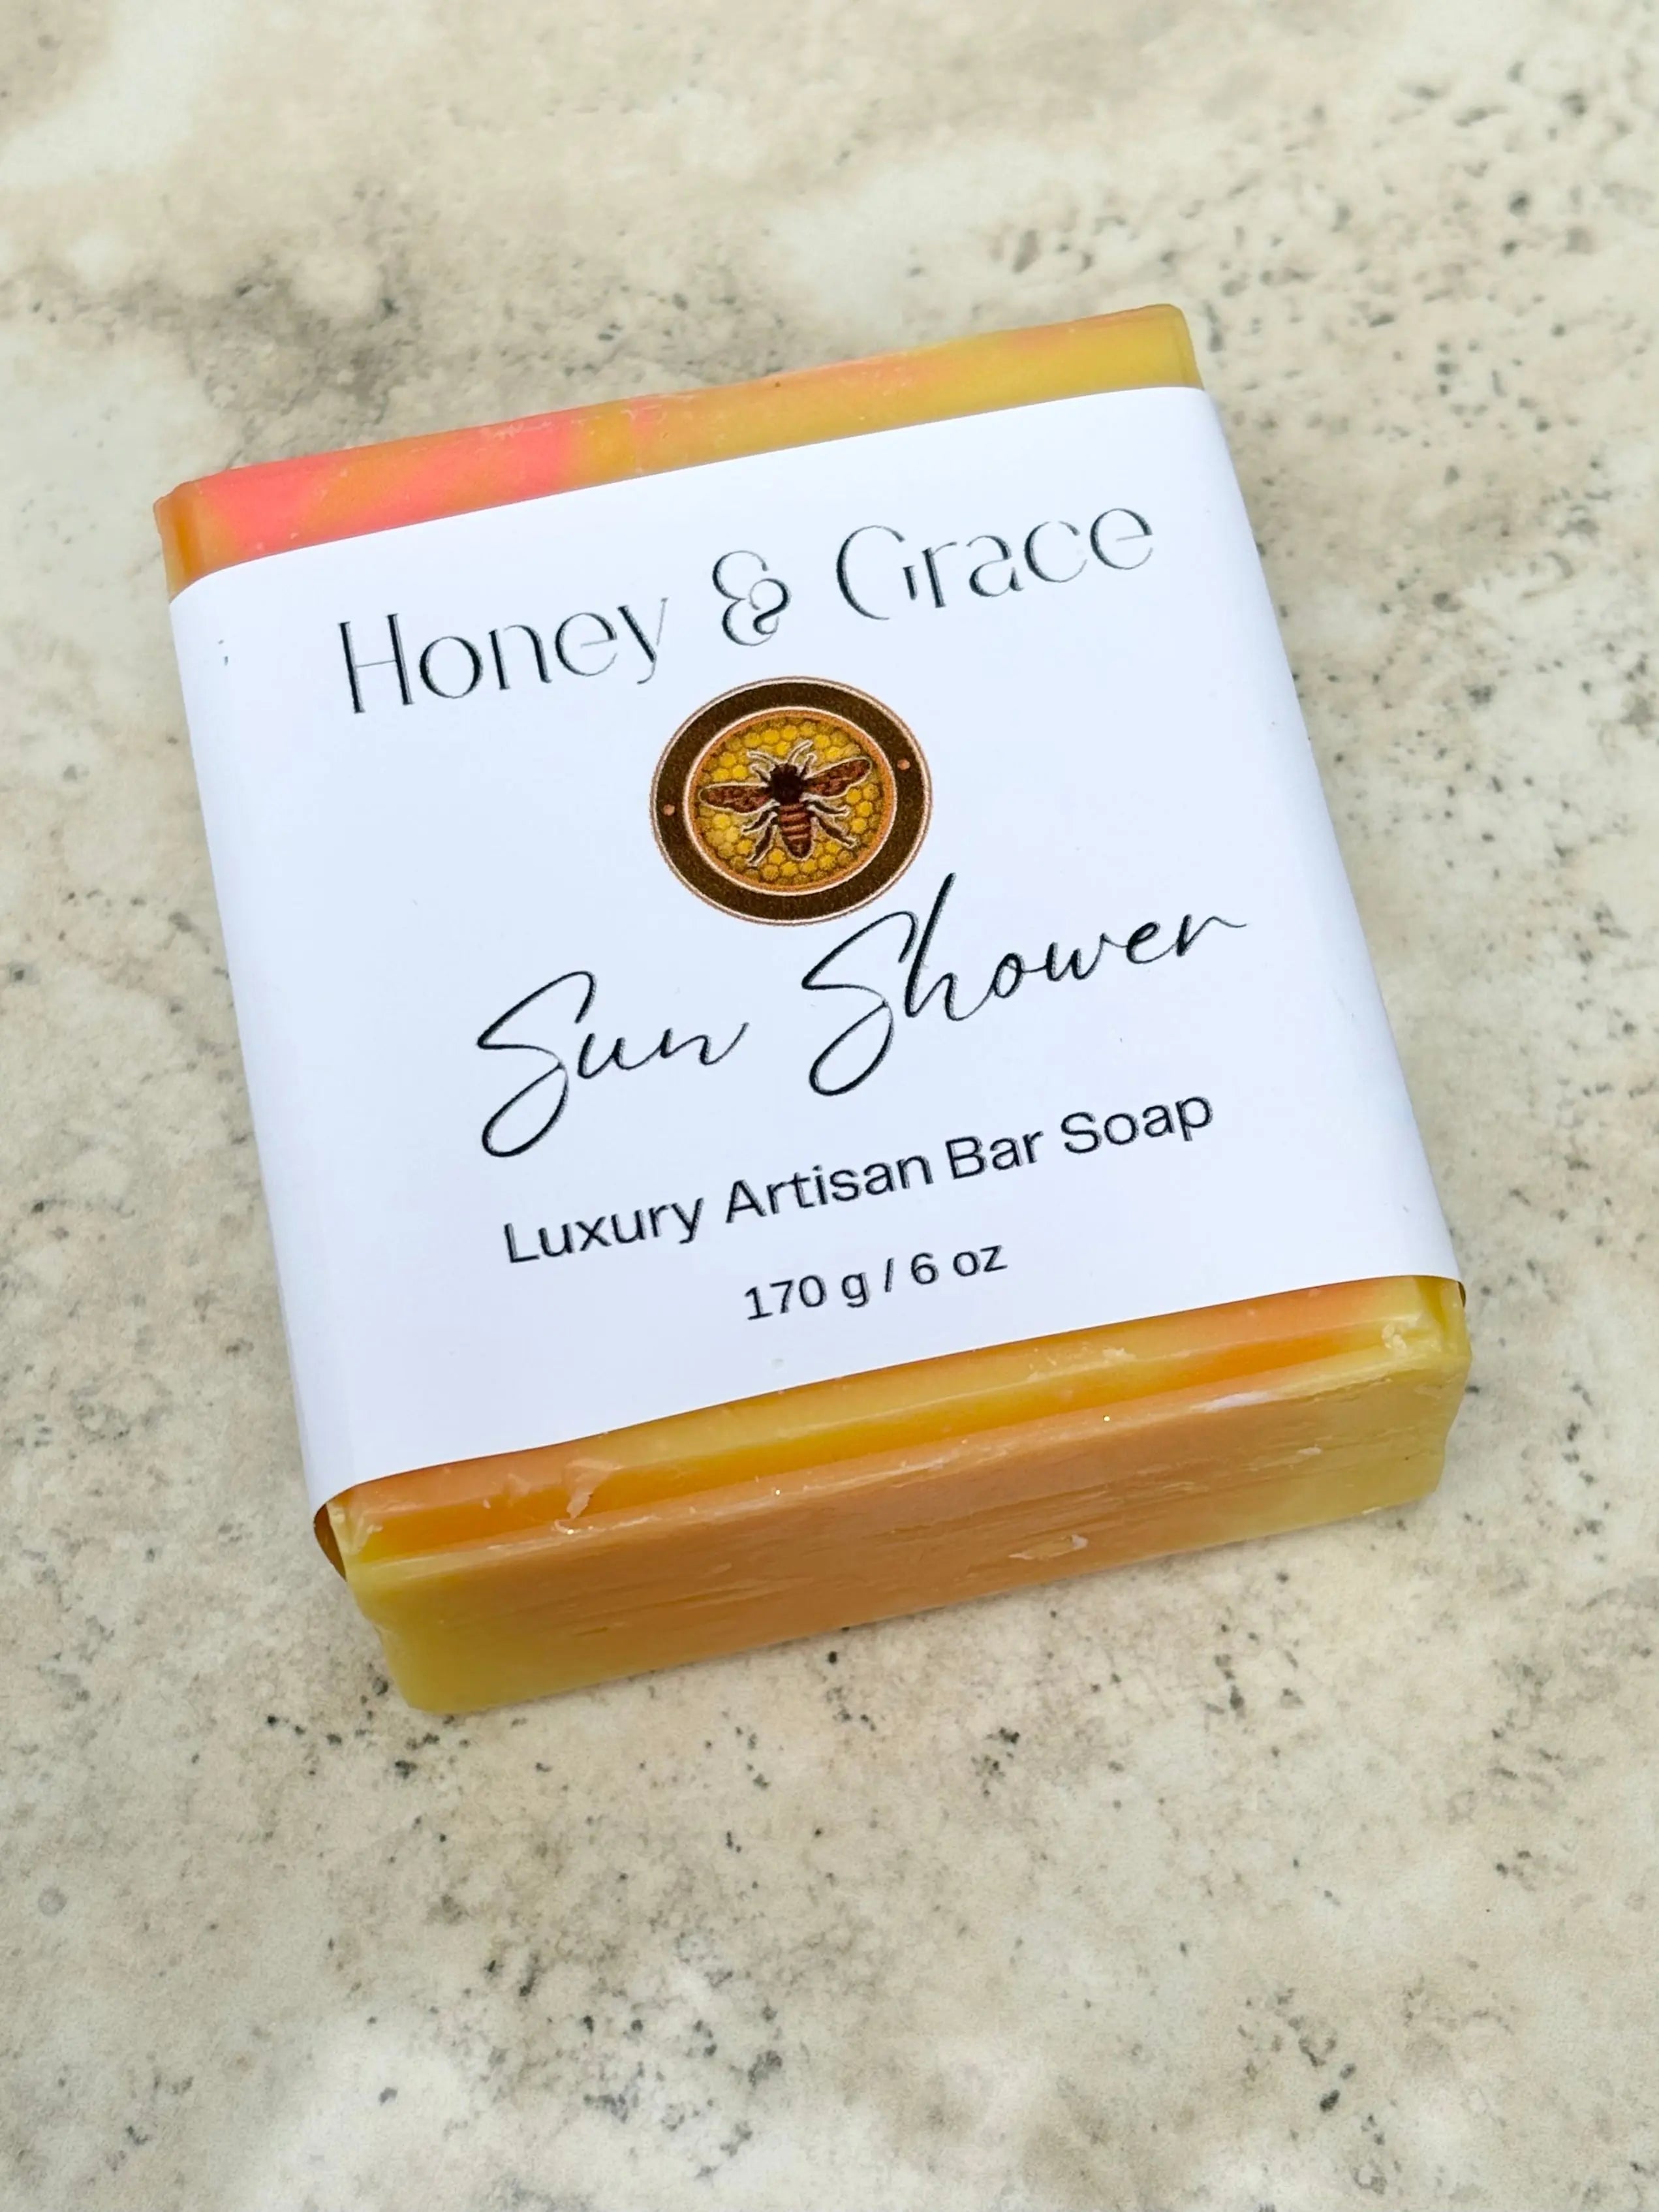 Honey & Grace
Sun Shower
Luxury Artisan Bar Soap
170 g / 6 oz